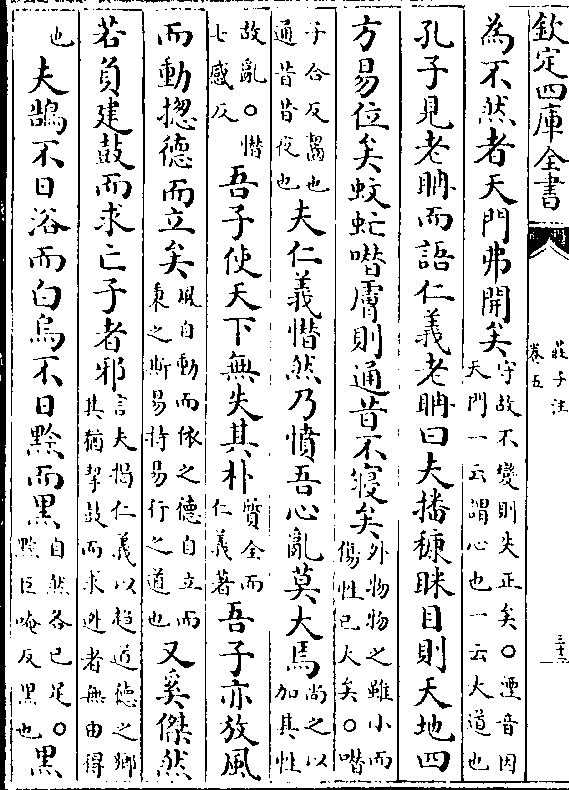 欽定四庫全書
莊子注
卷五
為不然者天門弗開矣守故不變則失正矣○湮音因天門一云謂心也一云大道也
孔子見老聃而語仁義老聃曰夫播穅眯目則天地四
方易位矣蚊虻噆膚則通昔不寢矣外物物之雖小而傷性已大矣○噆
子合反齧也通昔昔夜也夫仁義憯然乃憤吾心亂莫大焉尚之以加其性
故亂○憯七感反吾子使天下無失其朴質全而仁義著吾子亦放風
而動揔德而立矣風自動而依之德自立而秉之斯易持易行之道也又奚傑然
若負建鼓而求亡子者邪言夫揭仁義以趨道德之鄉其猶挈鼓而求逃者無由得
也夫鵠不日浴而白烏不日黔而黑自然各已足○黔巨唵反黑也黑